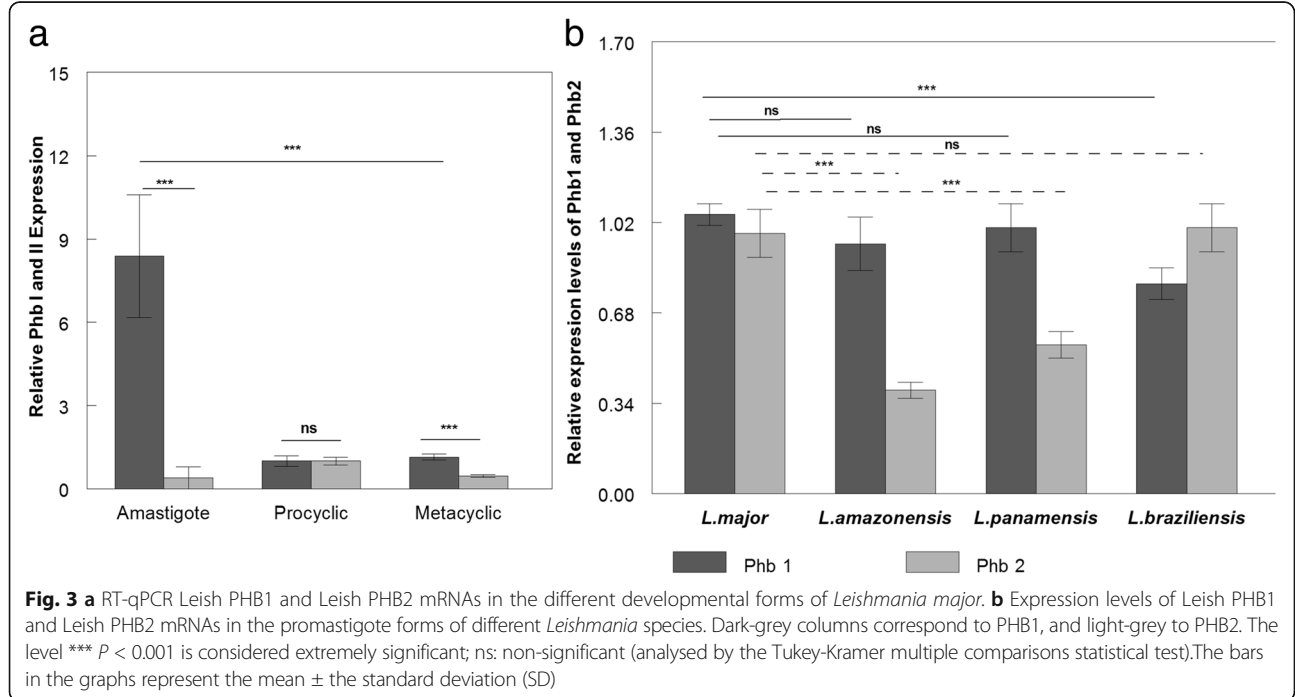 a
Relative Phb I and II Expression
15
12
9
6
3
0
***
***
ns
***
Amastigote Procyclic Metacyclic
b
Relative expression levels of Phb1 and Phb2
1.70
1.36
1.02
0.68
0.34
0.00
***
ns
ns
ns
***
***
L.major L.amazonensis L.panamensis L.braziliensis
Phb 1 Phb 2
Fig. 3 a RT-qPCR Leish PHB1 and Leish PHB2 mRNAs in the different developmental forms of Leishmania major. b Expression levels of Leish PHB1
and Leish PHB2 mRNAs in the promastigote forms of different Leishmania species. Dark-grey columns correspond to PHB1, and light-grey to PHB2. The
level *** P < 0.001 is considered extremely significant; ns: non-significant (analysed by the Tukey-Kramer multiple comparisons statistical test).The bars
in the graphs represent the mean ± the standard deviation (SD)